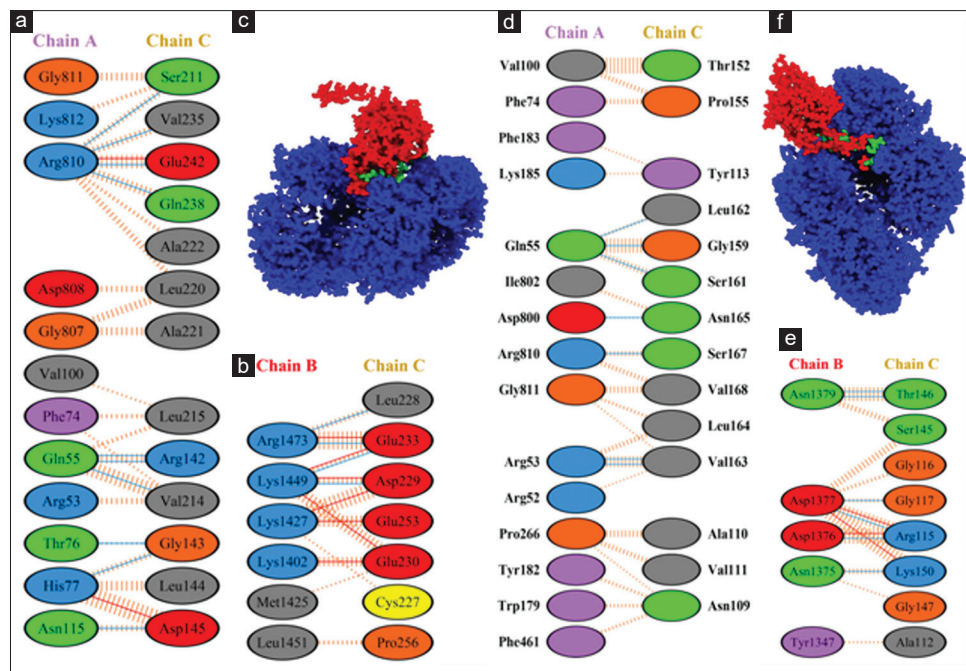 a
Chain A Chain C
Gly811 Ser211
Lys812 Val235
Arg810 Glu242
Gln238
Ala222
Asp808 Leu220
Gly807 Ala221
Val100
Phe74 Leu215
Gln55 Arg142
Arg53 Val214
Thr76 Gly143
His77 Leu144
Asn115 Asp145
c
b
Chain B Chain C
Leu228
Arg1473 Glu233
Lys1449 Asp229
Lys1427 Glu253
Lys1402 Glu230
Met1425 Cys227
Leu1451 Pro256
d
Chain A Chain C
Val100 Thr152
Phe74 Pro155
Phe183
Lys185 Tyr113
Leu162
Gln55 Gly159
Ile802 Ser161
Asp800 Asn165
Arg810 Ser167
Gly811 Val168
Leu164
Arg53 Val163
Arg52
Pro266 Ala110
Tyr182 Val111
Trp179 Asn109
Phe461
f
e
Chain B Chain C
Asn1379 Thr146
Ser145
Gly116
Asp1377 Gly117
Asp1376 Arg115
Asn1375 Lys150
Gly147
Tyr1347 Ala112